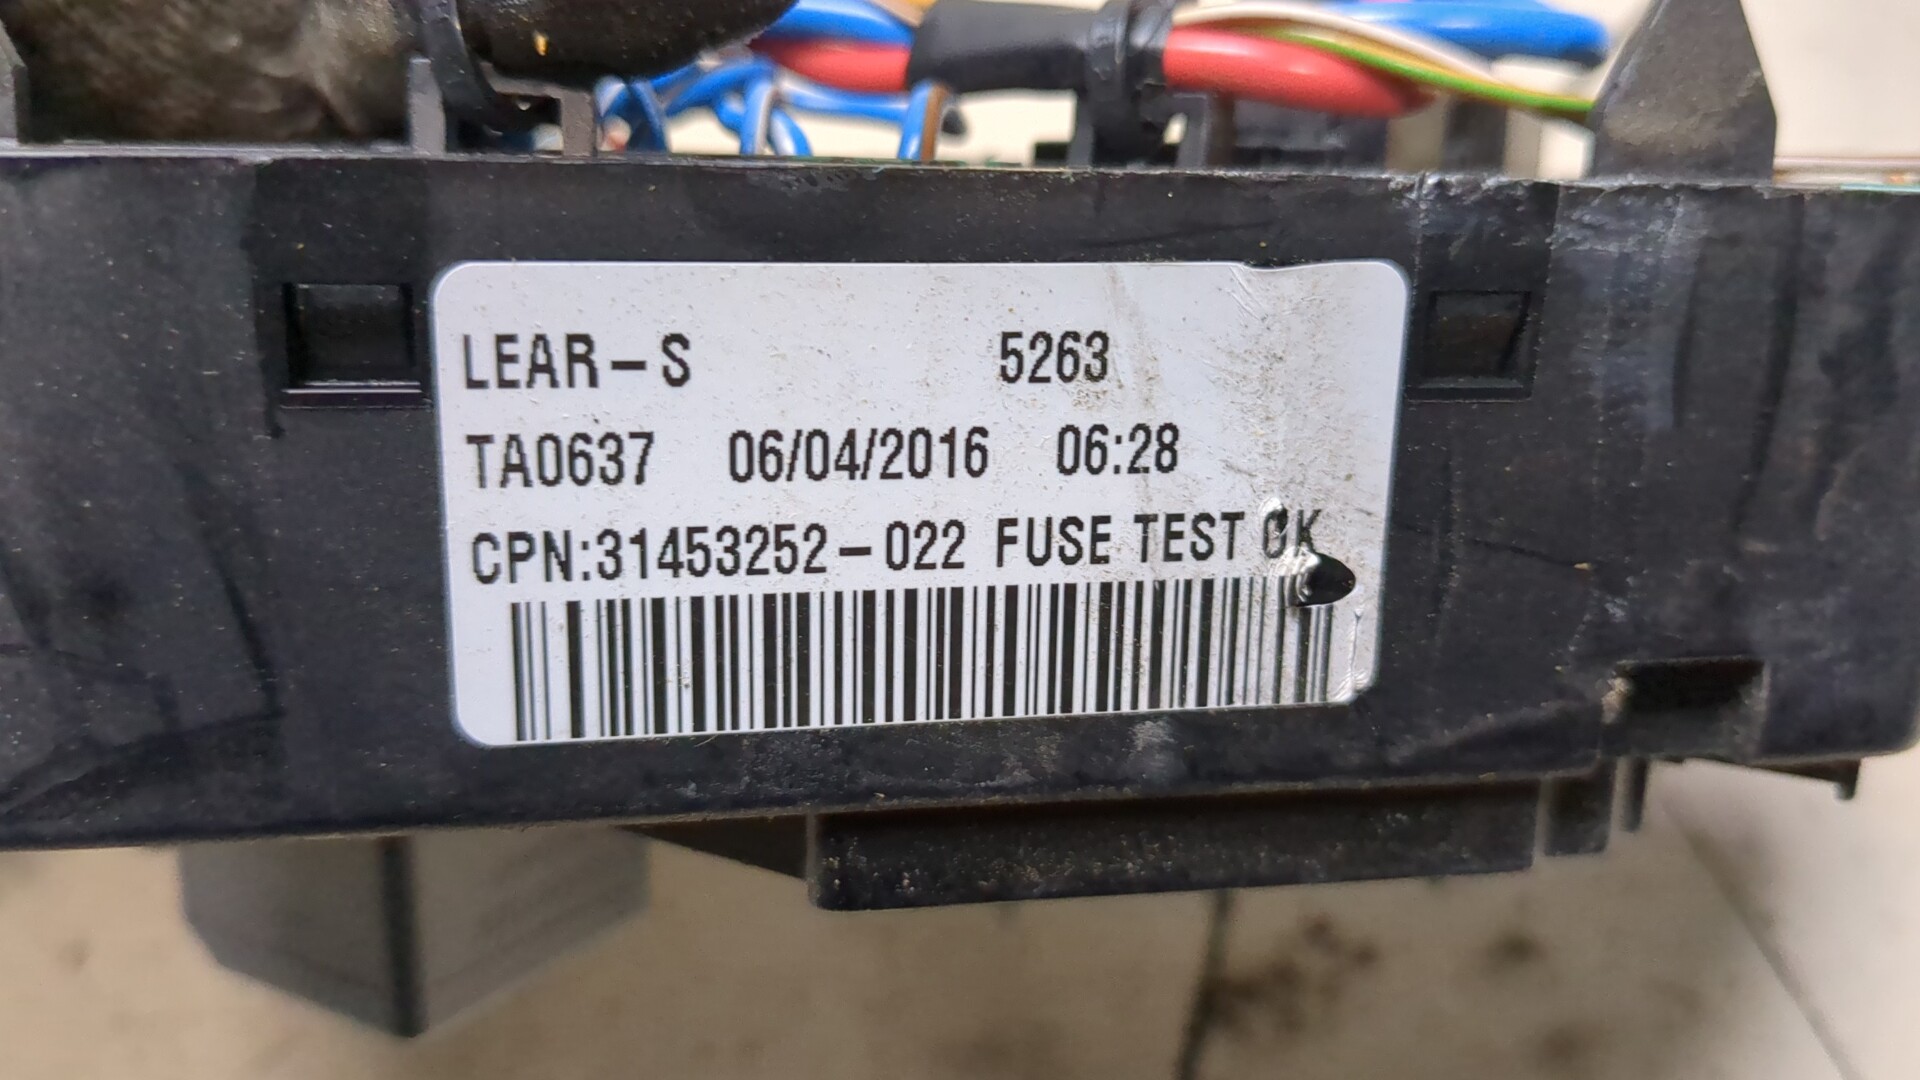 LEAR-S 5263
TA0637 06/04/2016 06:28
CPN:31453252-022 FUSE TEST OK